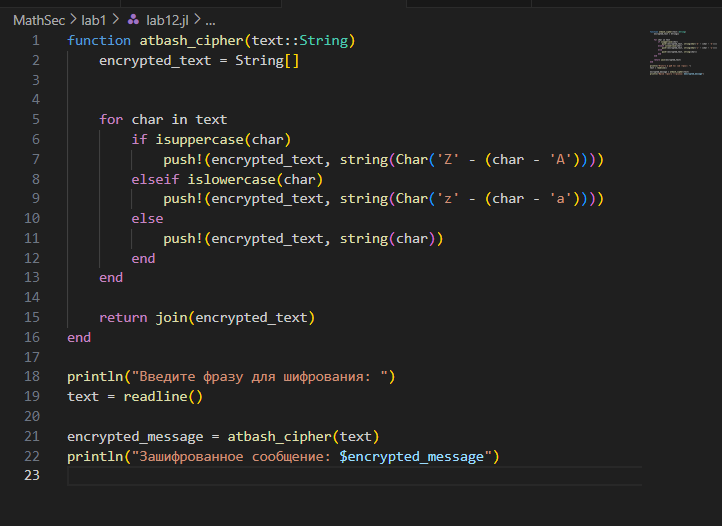 MathSec > lab1 > lab12.jl > ...
1 function atbash_cipher(text::String)
2     encrypted_text = String[]
3
4
5     for char in text
6         if isuppercase(char)
7             push!(encrypted_text, string(Char('Z' - (char - 'A'))))
8         elseif islowercase(char)
9             push!(encrypted_text, string(Char('z' - (char - 'a'))))
10         else
11             push!(encrypted_text, string(char))
12         end
13     end
14
15     return join(encrypted_text)
16 end
17
18 println("Введите фразу для шифрования: ")
19 text = readline()
20
21 encrypted_message = atbash_cipher(text)
22 println("Зашифрованное сообщение: $encrypted_message")
23